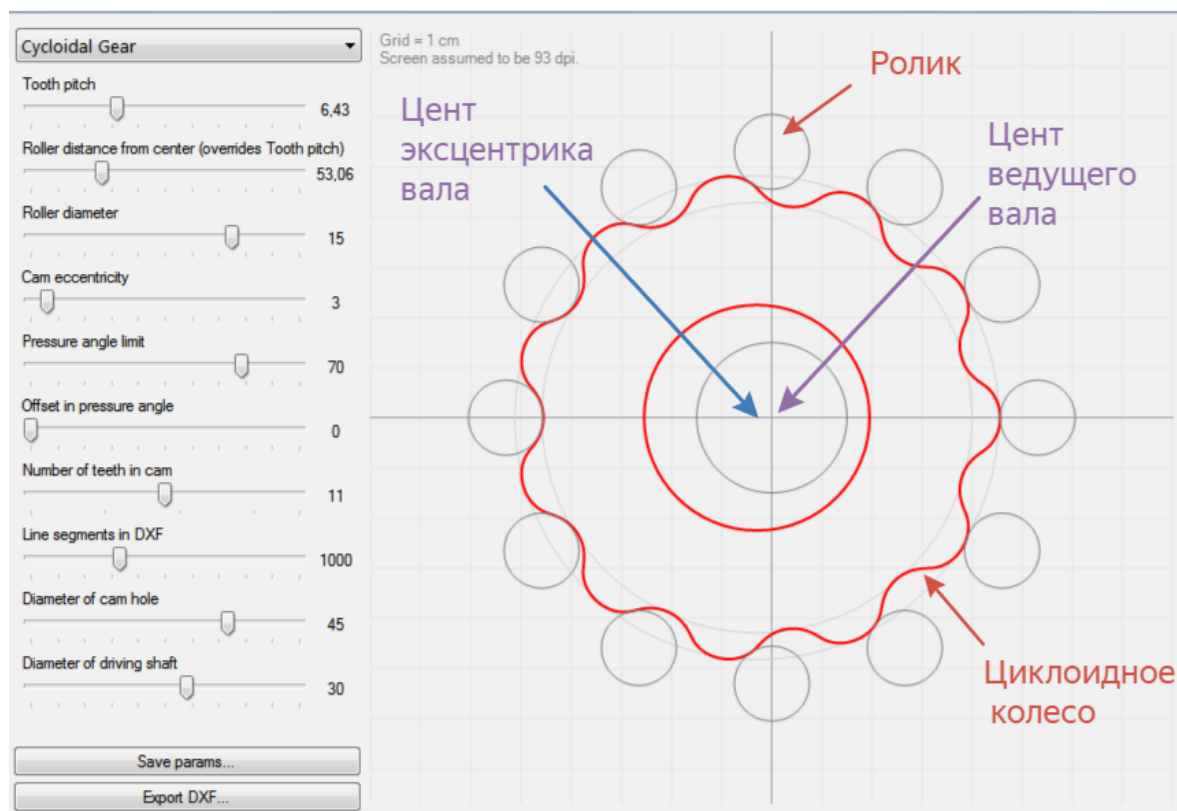 Cycloidal Gear
Tooth pitch
6,43
Roller distance from center (overrides Tooth pitch)
53,06
Roller diameter
15
Cam eccentricity
3
Pressure angle limit
70
Offset in pressure angle
0
Number of teeth in cam
11
Line segments in DXF
1000
Diameter of cam hole
45
Diameter of driving shaft
30
Save params...
Export DXF...
Grid = 1 cm
Screen assumed to be 93 dpi.
Ролик
Цент
эксцентрика
вала
Цент
ведущего
вала
Циклоидное
колесо